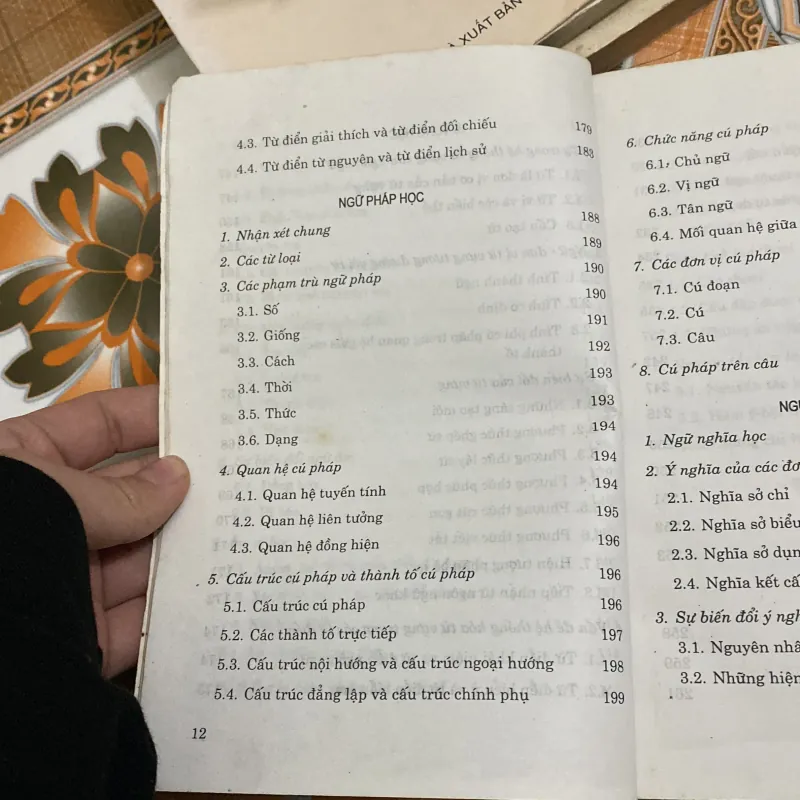 XUẤT BẢN
4.3. Từ điển giải thích và từ điển đối chiếu 179
4.4. Từ điển từ nguyên và từ điển lịch sử 183
NGỮ PHÁP HỌC
1. Nhận xét chung 188
2. Các từ loại 189
3. Các phạm trù ngữ pháp 190
3.1. Số 190
3.2. Giống 191
3.3. Cách 192
3.4. Thời 193
3.5. Thức 193
3.6. Dạng 194
4. Quan hệ cú pháp 194
4.1. Quan hệ tuyến tính 194
4.2. Quan hệ liên tưởng 195
4.3. Quan hệ đồng hiện 196
5. Cấu trúc cú pháp và thành tố cú pháp 196
5.1. Cấu trúc cú pháp 196
5.2. Các thành tố trực tiếp 197
5.3. Cấu trúc nội hướng và cấu trúc ngoại hướng 198
5.4. Cấu trúc đẳng lập và cấu trúc chính phụ 199
12
6. Chức năng cú pháp
6.1. Chủ ngữ
6.2. Vị ngữ
6.3. Tân ngữ
6.4. Mối quan hệ giữa
7. Các đơn vị cú pháp
7.1. Cú đoạn
7.2. Cú
7.3. Câu
8. Cú pháp trên câu
1. Ngữ nghĩa học
2. Ý nghĩa của các
2.1. Nghĩa sở chỉ
2.2. Nghĩa sở biểu
2.3. Nghĩa sở
2.4. Nghĩa kết
3. Sự biến đổi ý
3.1. Nguyên
3.2. Những hiện